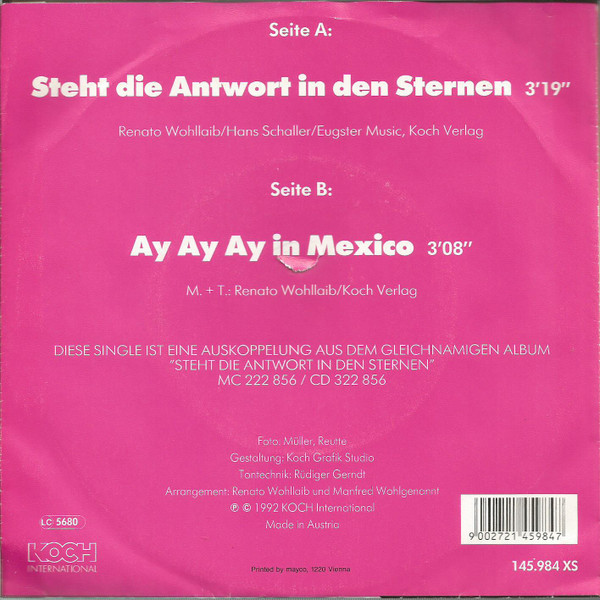 Seite A:
Steht die Antwort in den Sternen 3'19"
Renato Wohllaib/Hans Schaller/Eugster Music, Koch Verlag
Seite B:
Ay Ay Ay in Mexico 3'08"
M. + T.: Renato Wohllaib/Koch Verlag
DIESE SINGLE IST EINE AUSKOPPELUNG AUS DEM GLEICHNAMIGEN ALBUM
"STEHT DIE ANTWORT IN DEN STERNEN"
MC 222 856 / CD 322 856
Foto: Müller, Reutte
Gestaltung: Koch Grafik Studio
Tontechnik: Rüdiger Gerndt
Arrangement: Renato Wohllaib und Manfred Wohlgenannt
℗ © 1992 KOCH International
Made in Austria
LC 5680
KOCH
INTERNATIONAL
Printed by mayco, 1220 Vienna
9 002721 459847
145.984 XS